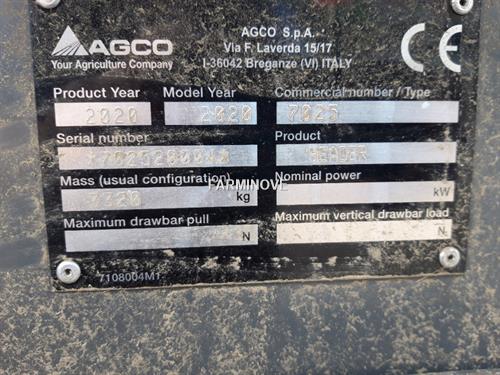 AGCO
Your Agriculture Company
AGCO S.p.A.
Via F. Laverda 15/17
I-36042 Breganze (VI) ITALY
CE
Product Year Model Year Commercial number / Type
2020 2020 7025
Serial number Product
HEADER
Mass (usual configuration) Nominal power
FARMINOVE
kg kW
Maximum drawbar pull Maximum vertical drawbar load
N N
7108004M1